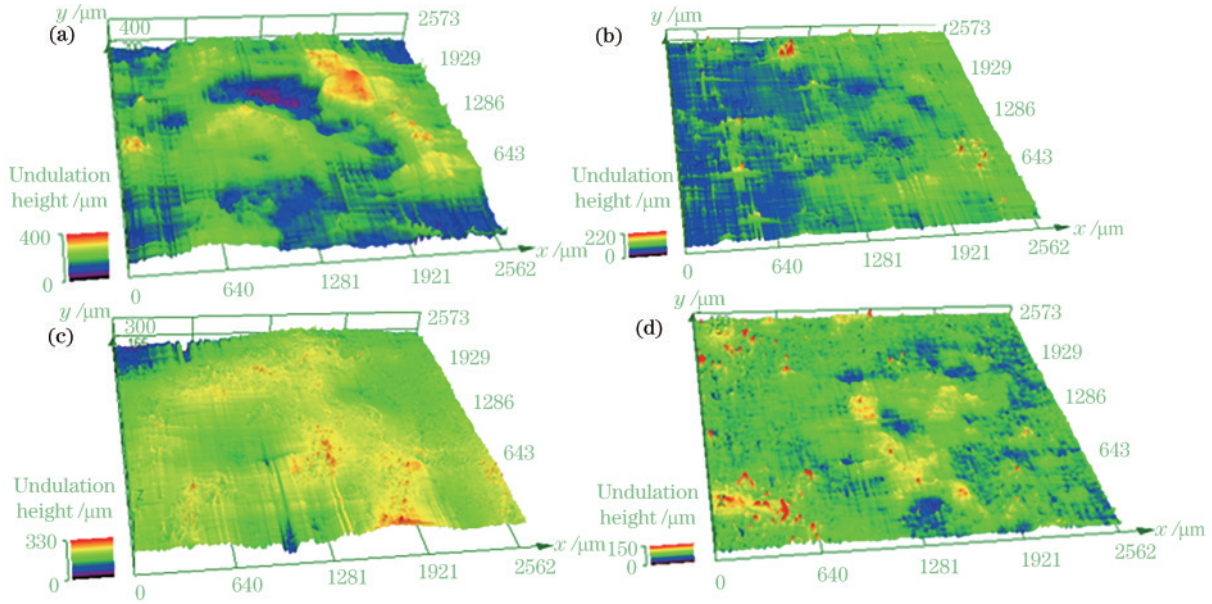 (a)
y /μm
400
2573
1929
1286
643
Undulation
height /μm
400
0
x /μm
0
640
1281
1921
2562
(b)
y /μm
2573
1929
1286
643
Undulation
height /μm
220
0
x /μm
0
640
1281
1921
2562
(c)
y /μm
300
2573
1929
1286
643
Z
Undulation
height /μm
330
0
x /μm
0
640
1281
1921
2562
(d)
y /μm
2573
1929
1286
643
Undulation
height /μm
150
0
x /μm
0
640
1281
1921
2562